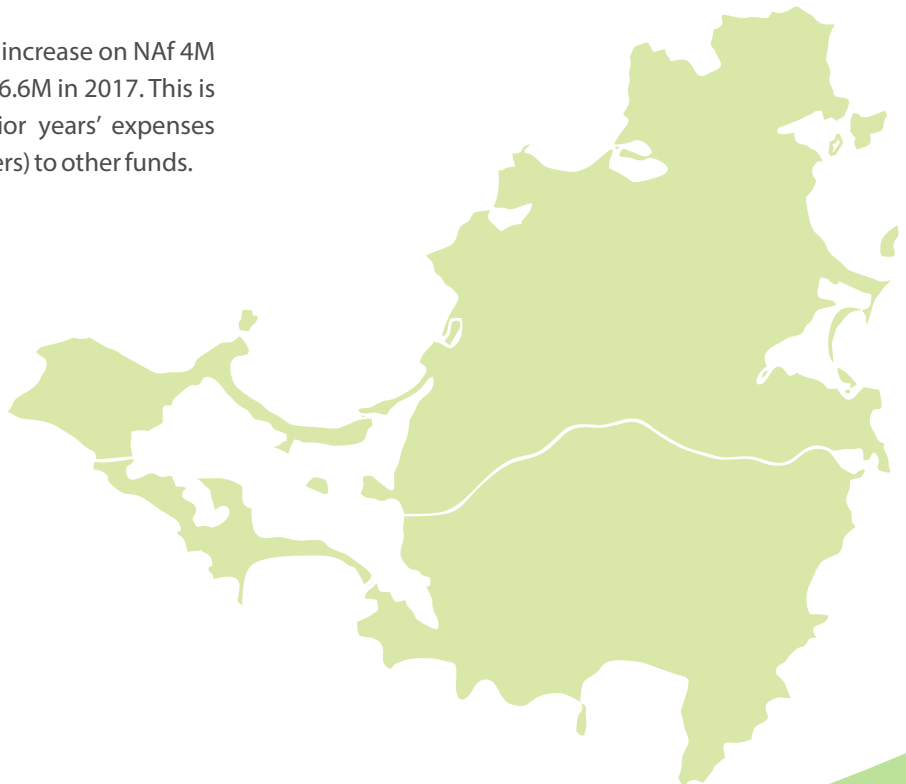 increase on NAf 4M
6.6M in 2017. This is
ior years’ expenses
ers) to other funds.